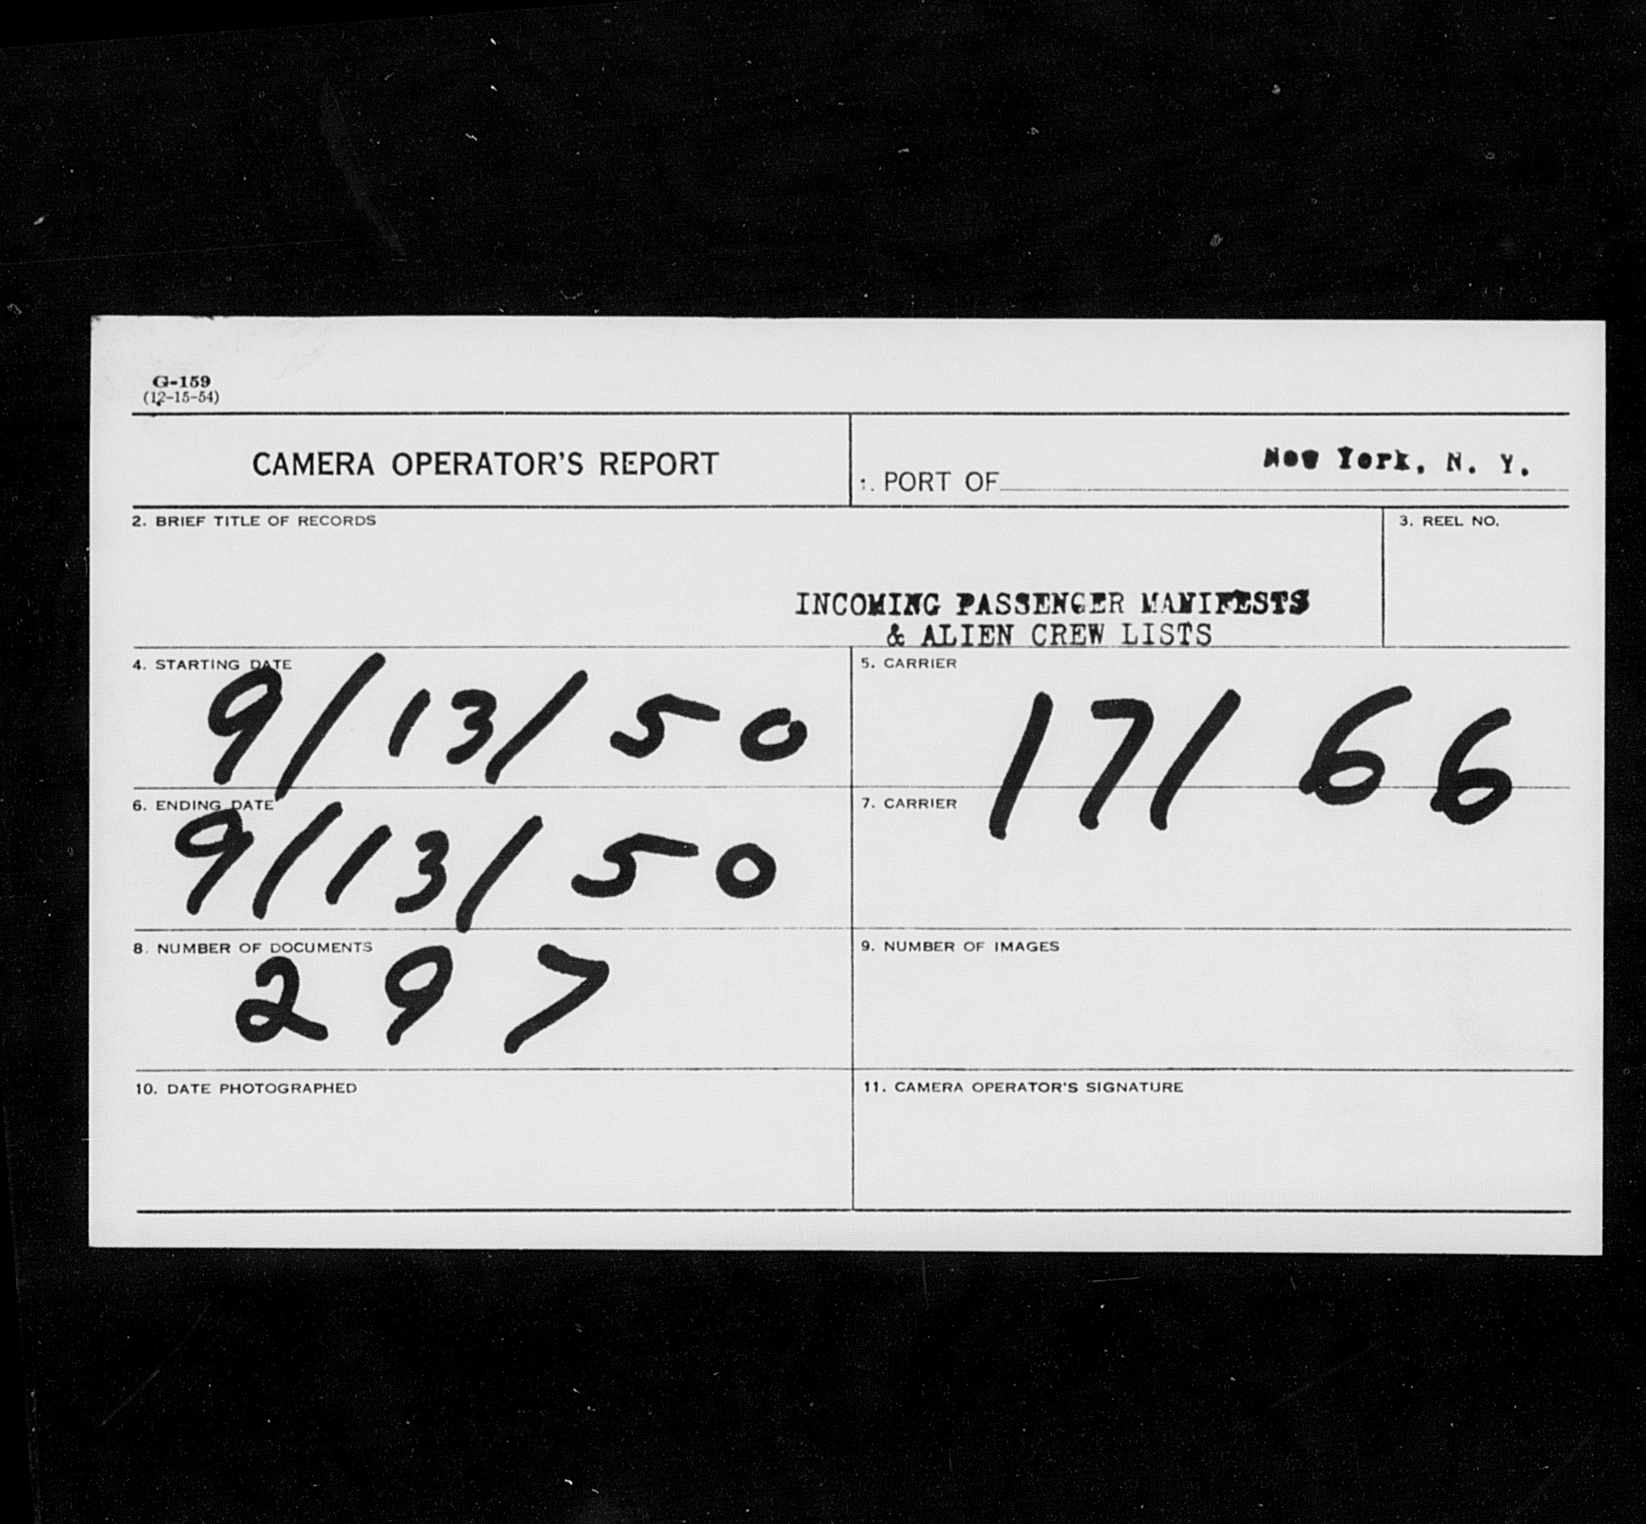 G-159
(12-15-54)
CAMERA OPERATOR'S REPORT
1. PORT OF New York, N. Y.
2. BRIEF TITLE OF RECORDS
3. REEL NO.
INCOMING PASSENGER MANIFESTS
& ALIEN CREW LISTS
4. STARTING DATE
9/13/50
5. CARRIER
17166
6. ENDING DATE
9/13/50
7. CARRIER
8. NUMBER OF DOCUMENTS
297
9. NUMBER OF IMAGES
10. DATE PHOTOGRAPHED
11. CAMERA OPERATOR'S SIGNATURE